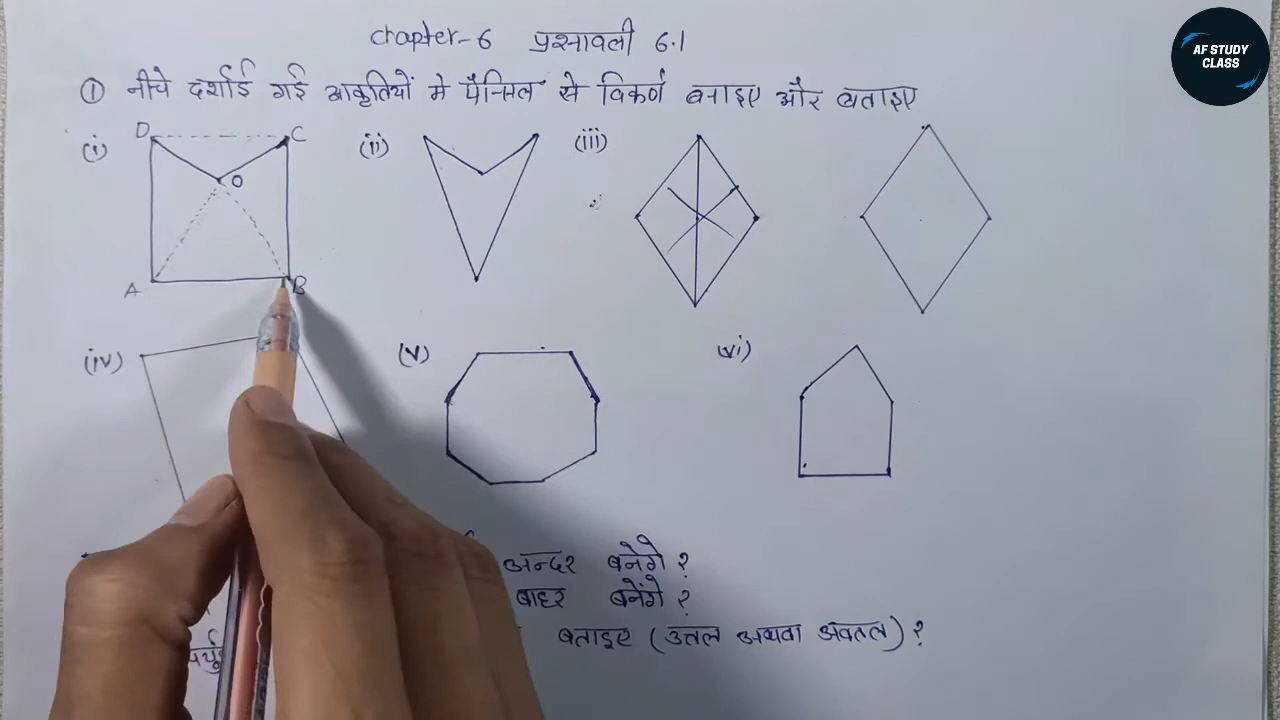 AF STUDY
CLASS
chapter-6 प्रश्नावली 6.1
① नीचे दर्शाई गई आकृतियों मे पैन्सिल से विकर्ण बनाइए और बताइए
(i) D C O A B
(ii)
(iii)
(iv)
(v)
(vi)
अन्दर बनेगे ?
बाहर बनेंगे ?
बताइए (उत्तल अथवा अवतल) ?